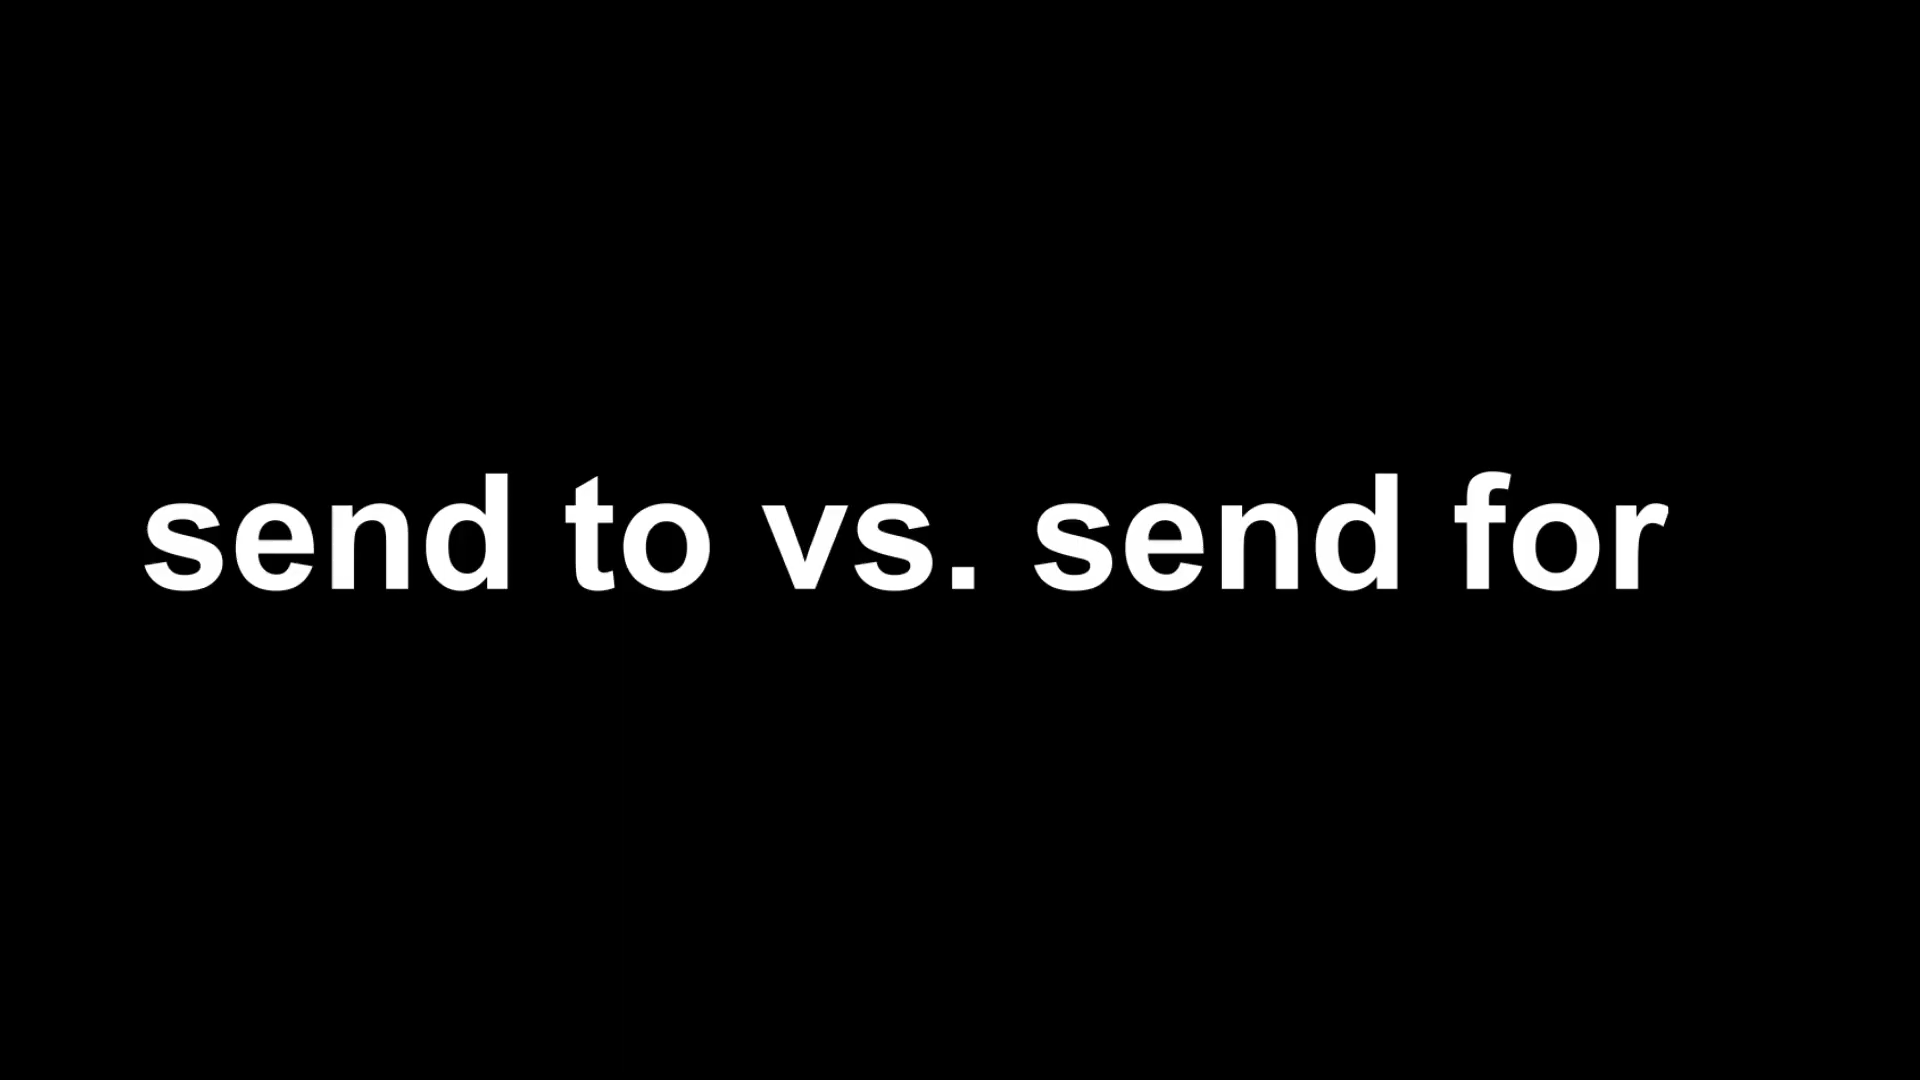 send to vs. send for